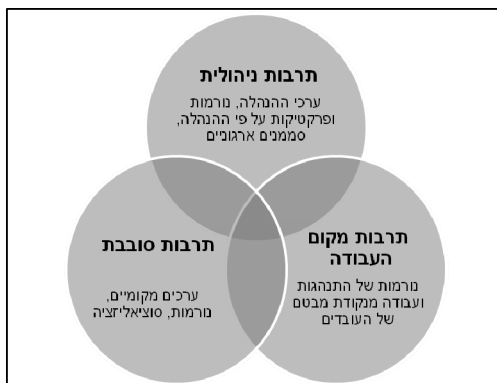 תרבות ניהולית
ערכי ההנהלה, נורמות
ופרקטיקות על פי ההנהלה,
סממנים ארגוניים
תרבות מקום
העבודה
נורמות של התנהגות
ועבודה מנקודת מבטם
של העובדים
תרבות סובבת
ערכים מקומיים,
נורמות, סוציאליזציה